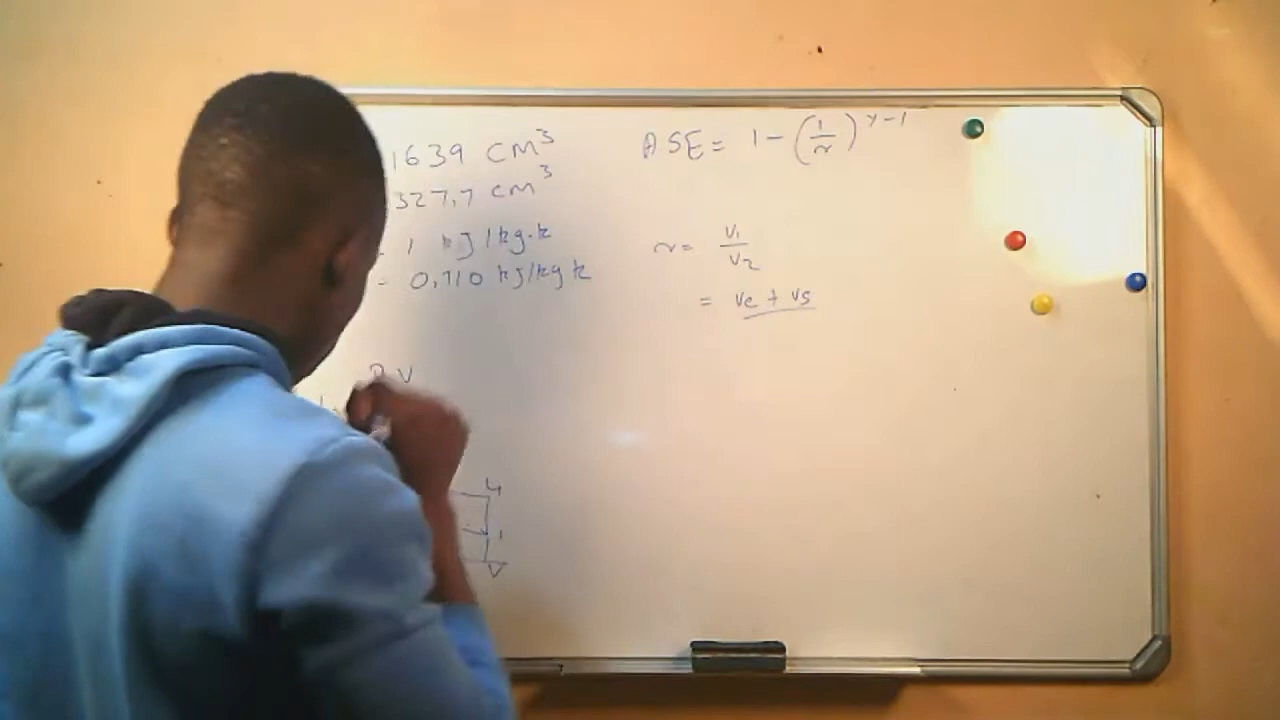 1639 cm³
327,7 cm³
1 kJ/kg.k
= 0,710 kJ/kg k
P V
4
1
V
ASE = 1 - (1/r)^γ-1
r = V₁/V₂
= Vc + Vs